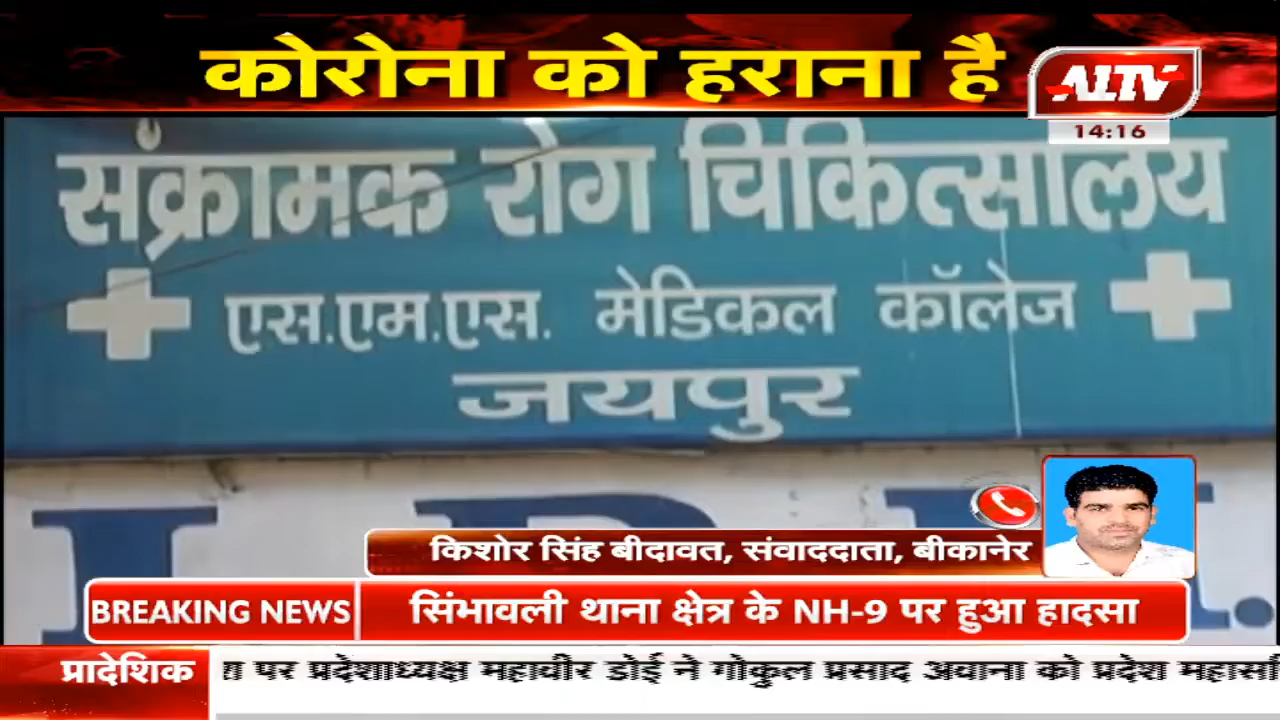 कोरोना को हराना है
ALTV
14:16
संक्रामक रोग चिकित्सालय
एस.एम.एस. मेडिकल कॉलेज
जयपुर
किशोर सिंह बीदावत, संवाददाता, बीकानेर
BREAKING NEWS सिंभावली थाना क्षेत्र के NH-9 पर हुआ हादसा
प्रादेशिक पर प्रदेशाध्यक्ष महावीर डोई ने गोकुल प्रसाद अवाना को प्रदेश